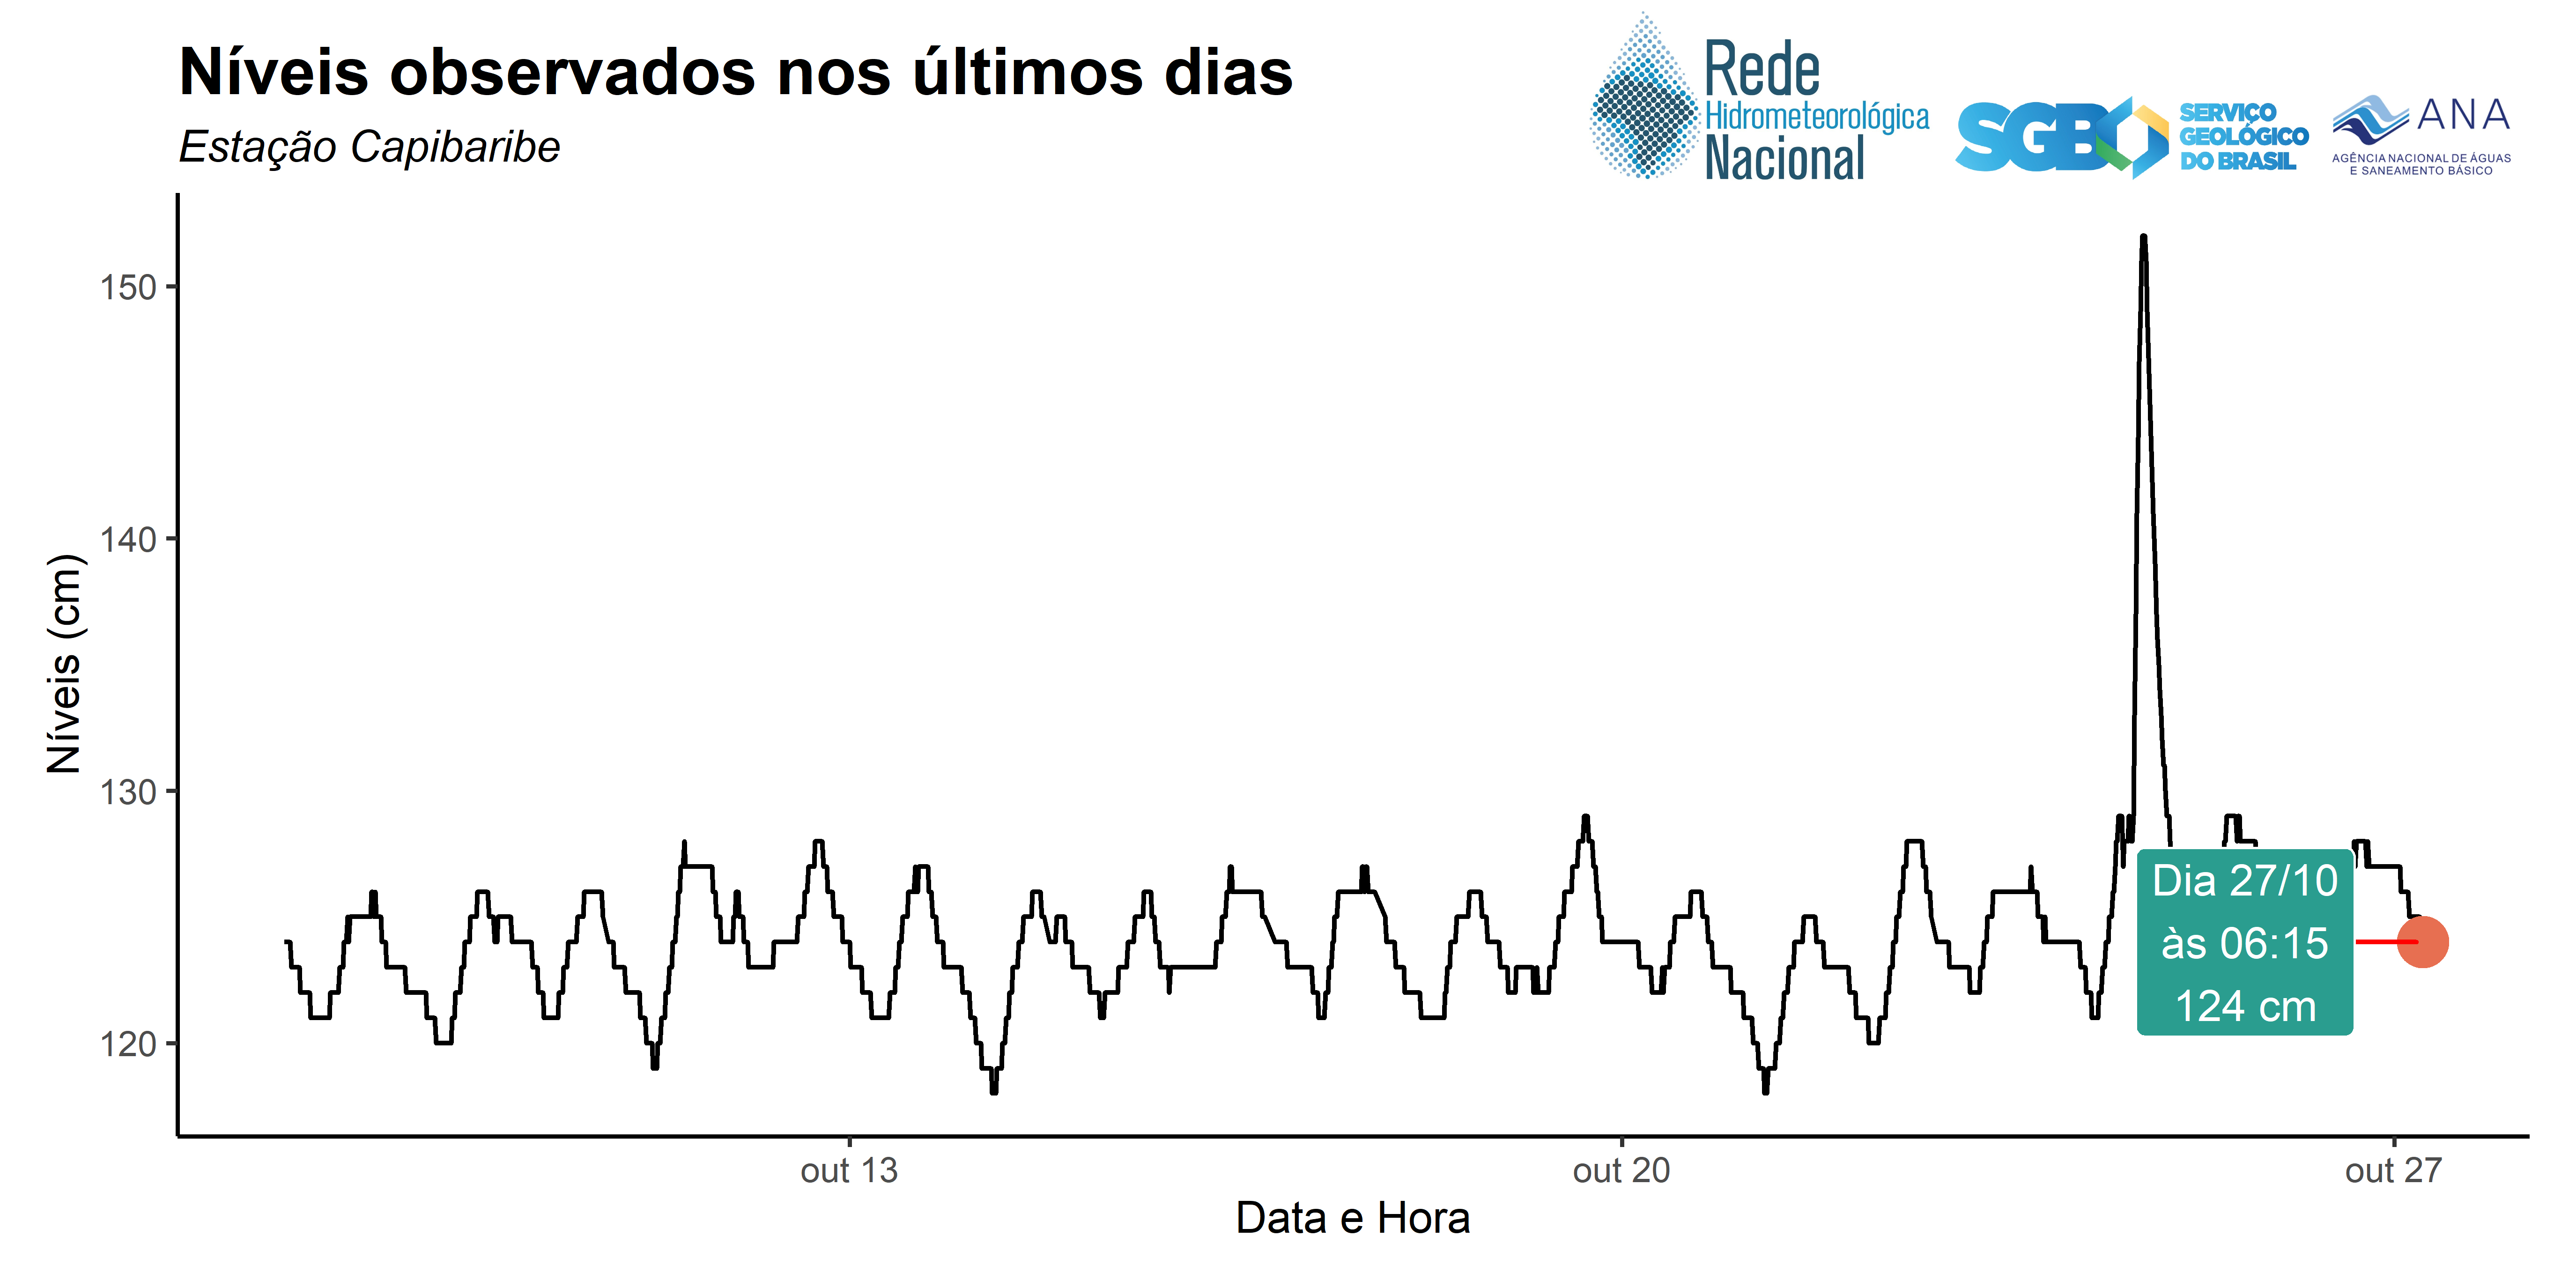 Níveis observados nos últimos dias
Estação Capibaribe
Rede
Hidrometeorológica
Nacional
SGB
SERVIÇO
GEOLÓGICO
DO BRASIL
ANA
AGÊNCIA NACIONAL DE ÁGUAS
E SANEAMENTO BÁSICO
Níveis (cm)
150
140
130
120
Dia 27/10
às 06:15
124 cm
out 13
out 20
out 27
Data e Hora